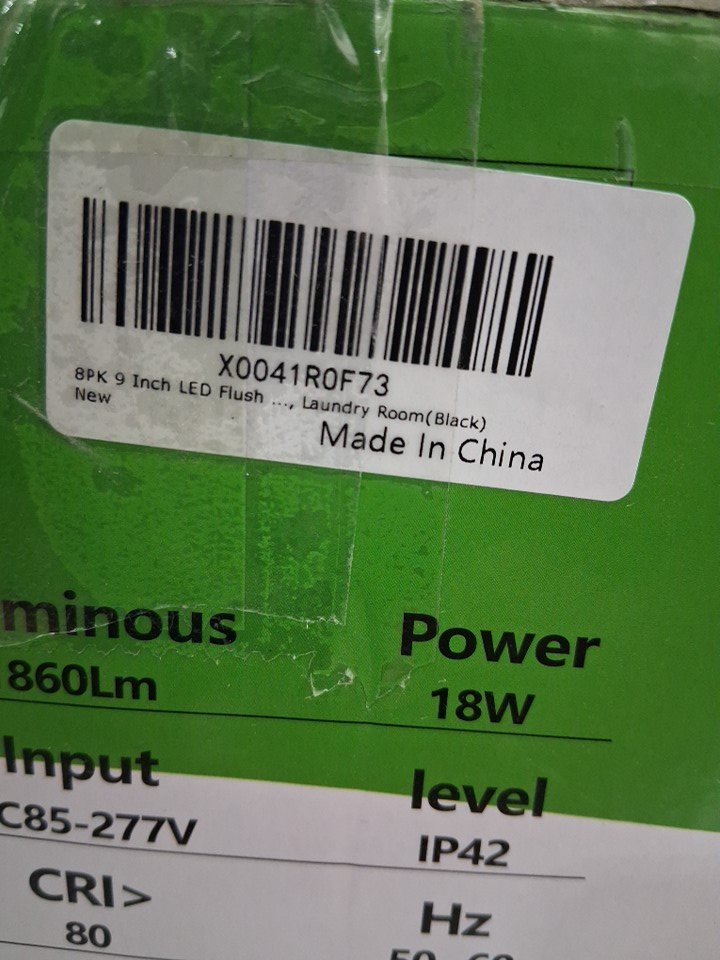 X0041R0F73
8PK 9 Inch LED Flush ..., Laundry Room(Black)
New
Made In China
minous Power
860Lm 18W
Input level
C85-277V IP42
CRI> Hz
80